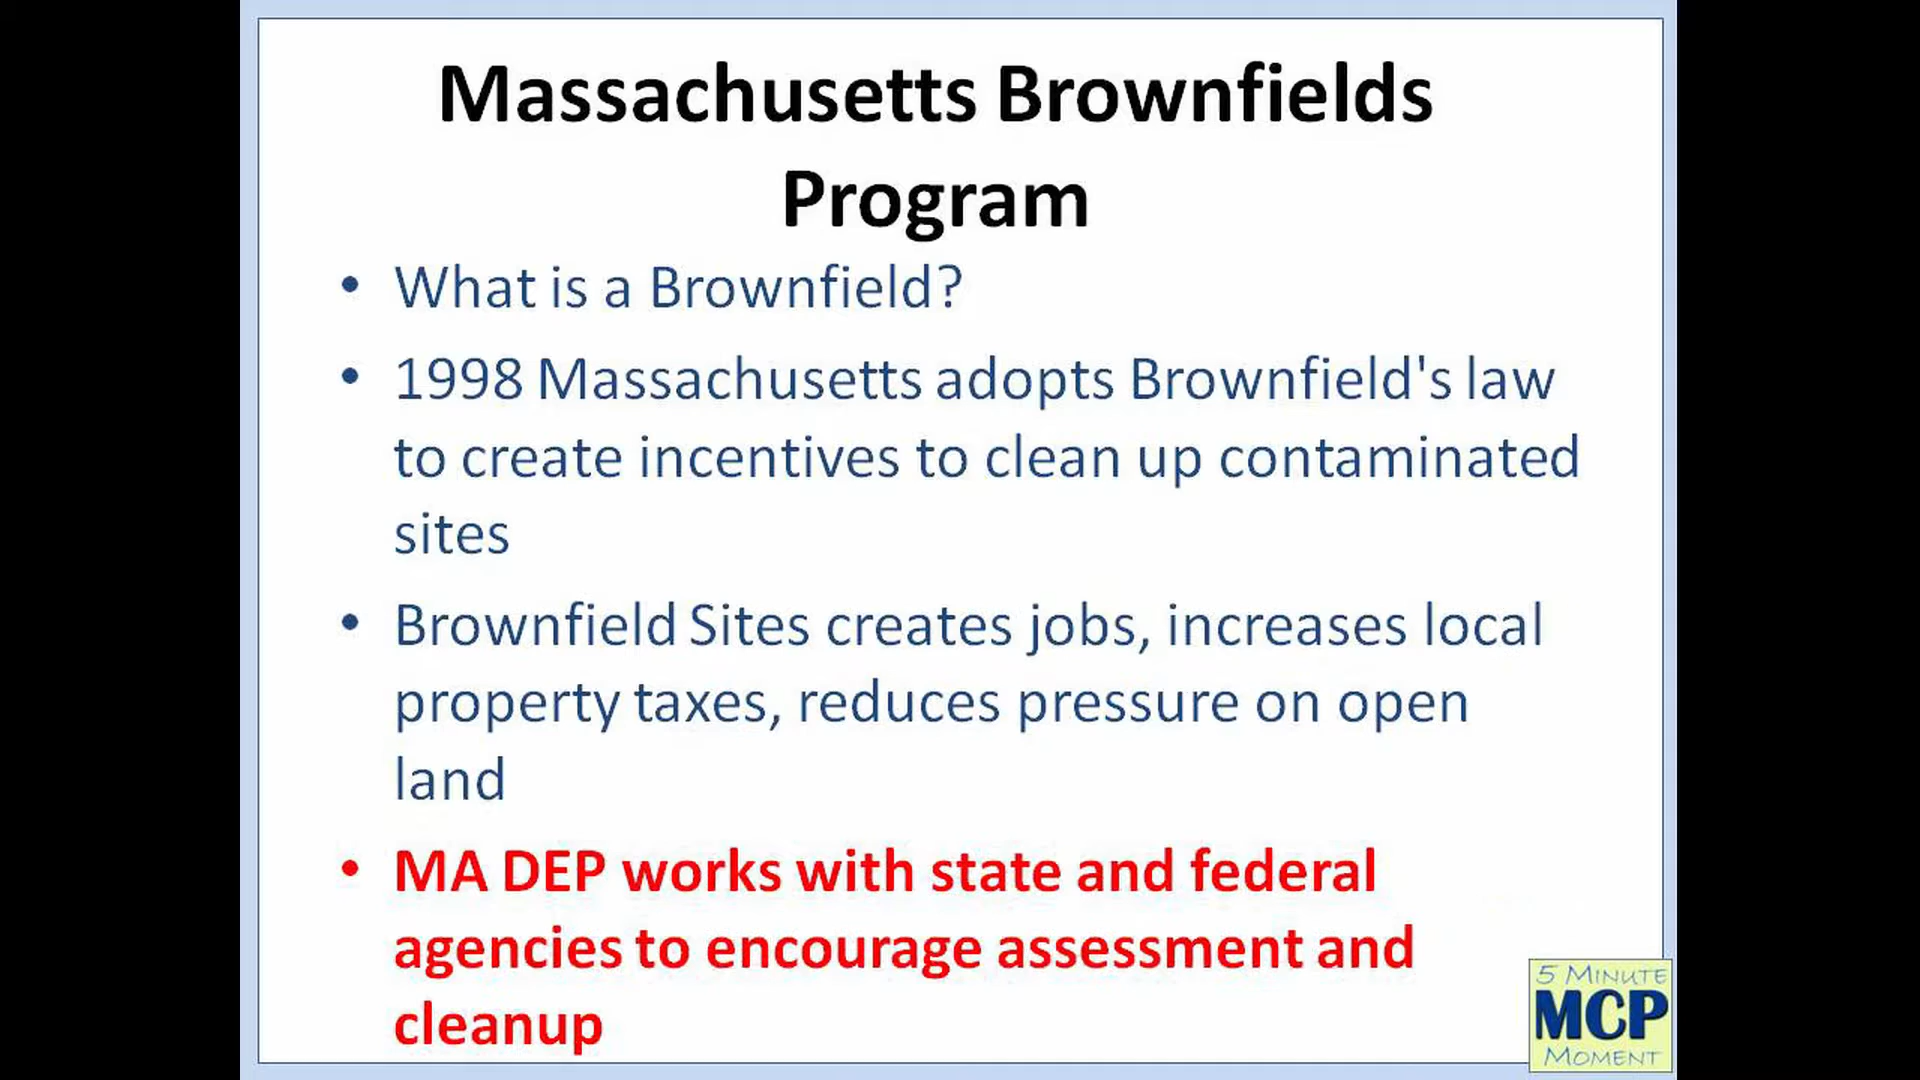 Massachusetts Brownfields
Program
• What is a Brownfield?
• 1998 Massachusetts adopts Brownfield's law
to create incentives to clean up contaminated
sites
• Brownfield Sites creates jobs, increases local
property taxes, reduces pressure on open
land
• MA DEP works with state and federal
agencies to encourage assessment and
cleanup
5 MINUTE
MCP
MOMENT